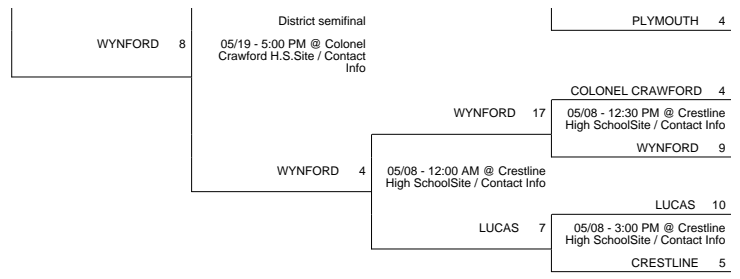 District semifinal
PLYMOUTH 4
WYNFORD 8
05/19 - 5:00 PM @ Colonel
Crawford H.S.Site / Contact
Info
COLONEL CRAWFORD 4
WYNFORD 17
05/08 - 12:30 PM @ Crestline
High SchoolSite / Contact Info
WYNFORD 9
WYNFORD 4
05/08 - 12:00 AM @ Crestline
High SchoolSite / Contact Info
LUCAS 10
LUCAS 7
05/08 - 3:00 PM @ Crestline
High SchoolSite / Contact Info
CRESTLINE 5